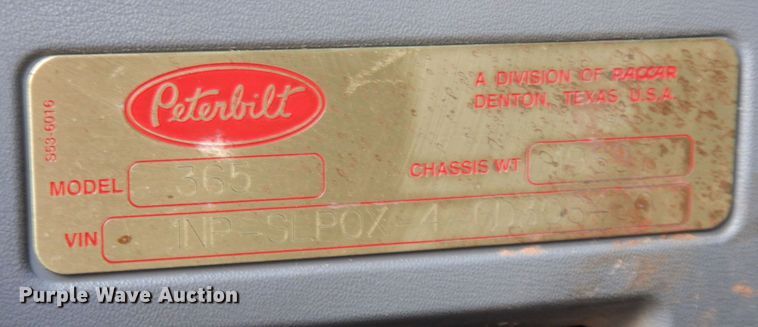 Peterbilt
A DIVISION OF PACCAR
DENTON, TEXAS U.S.A.
S53-6016
MODEL 365
CHASSIS WT
VIN
Purple Wave Auction